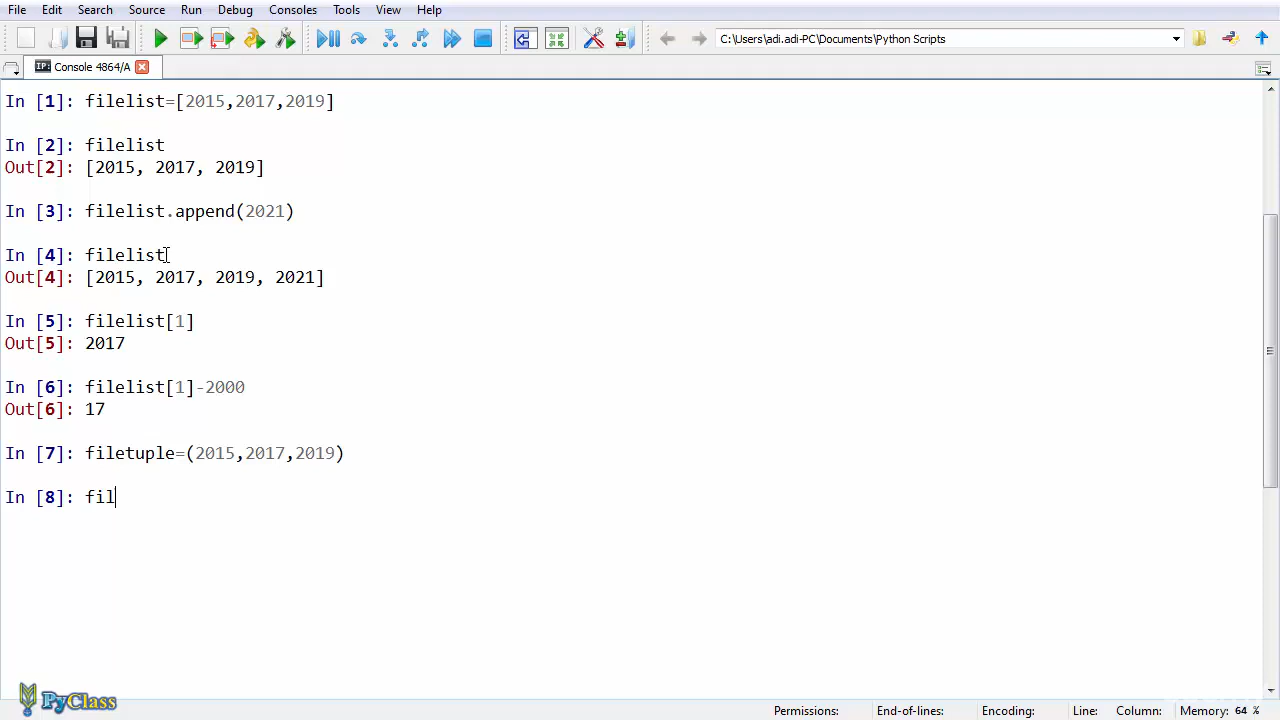 File Edit Search Source Run Debug Consoles Tools View Help
C:\Users\adi.adi-PC\Documents\Python Scripts
IP: Console 4864/A
In [1]: filelist=[2015,2017,2019]
In [2]: filelist
Out[2]: [2015, 2017, 2019]
In [3]: filelist.append(2021)
In [4]: filelist
Out[4]: [2015, 2017, 2019, 2021]
In [5]: filelist[1]
Out[5]: 2017
In [6]: filelist[1]-2000
Out[6]: 17
In [7]: filetuple=(2015,2017,2019)
In [8]: fil
PyClass
Permissions: End-of-lines: Encoding: Line: Column: Memory: 64 %